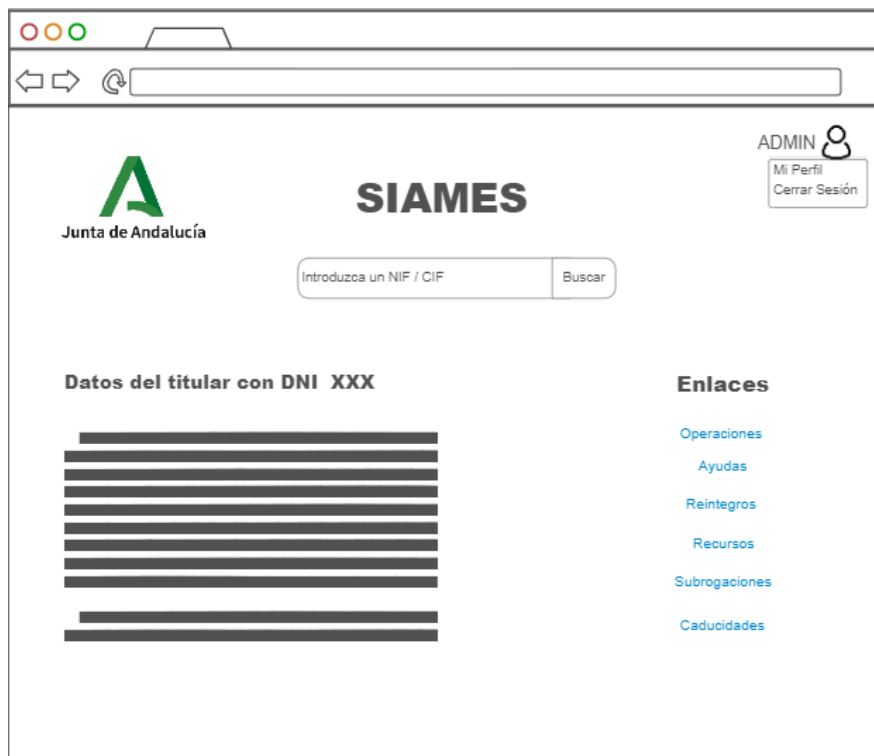 ADMIN
Mi Perfil
Cerrar Sesión
Junta de Andalucía
SIAMES
Introduzca un NIF / CIF
Buscar
Datos del titular con DNI XXX
Enlaces
Operaciones
Ayudas
Reintegros
Recursos
Subrogaciones
Caducidades